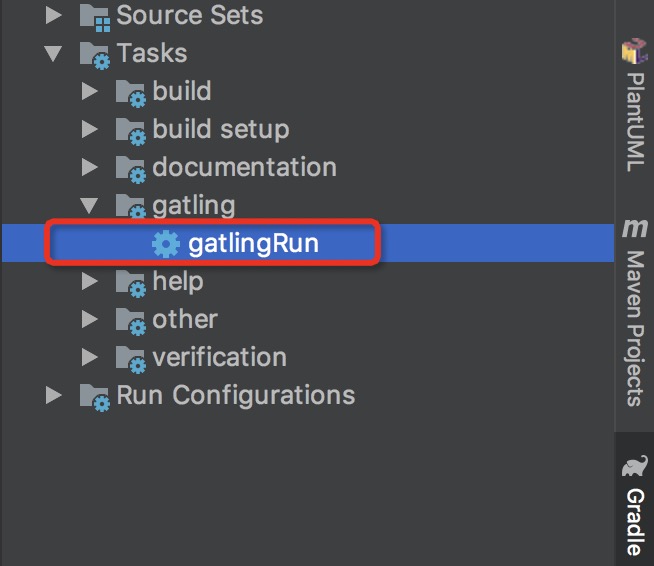 Source Sets
Tasks
build
build setup
documentation
gatling
gatlingRun
help
other
verification
Run Configurations
PlantUML
m
Maven Projects
Gradle